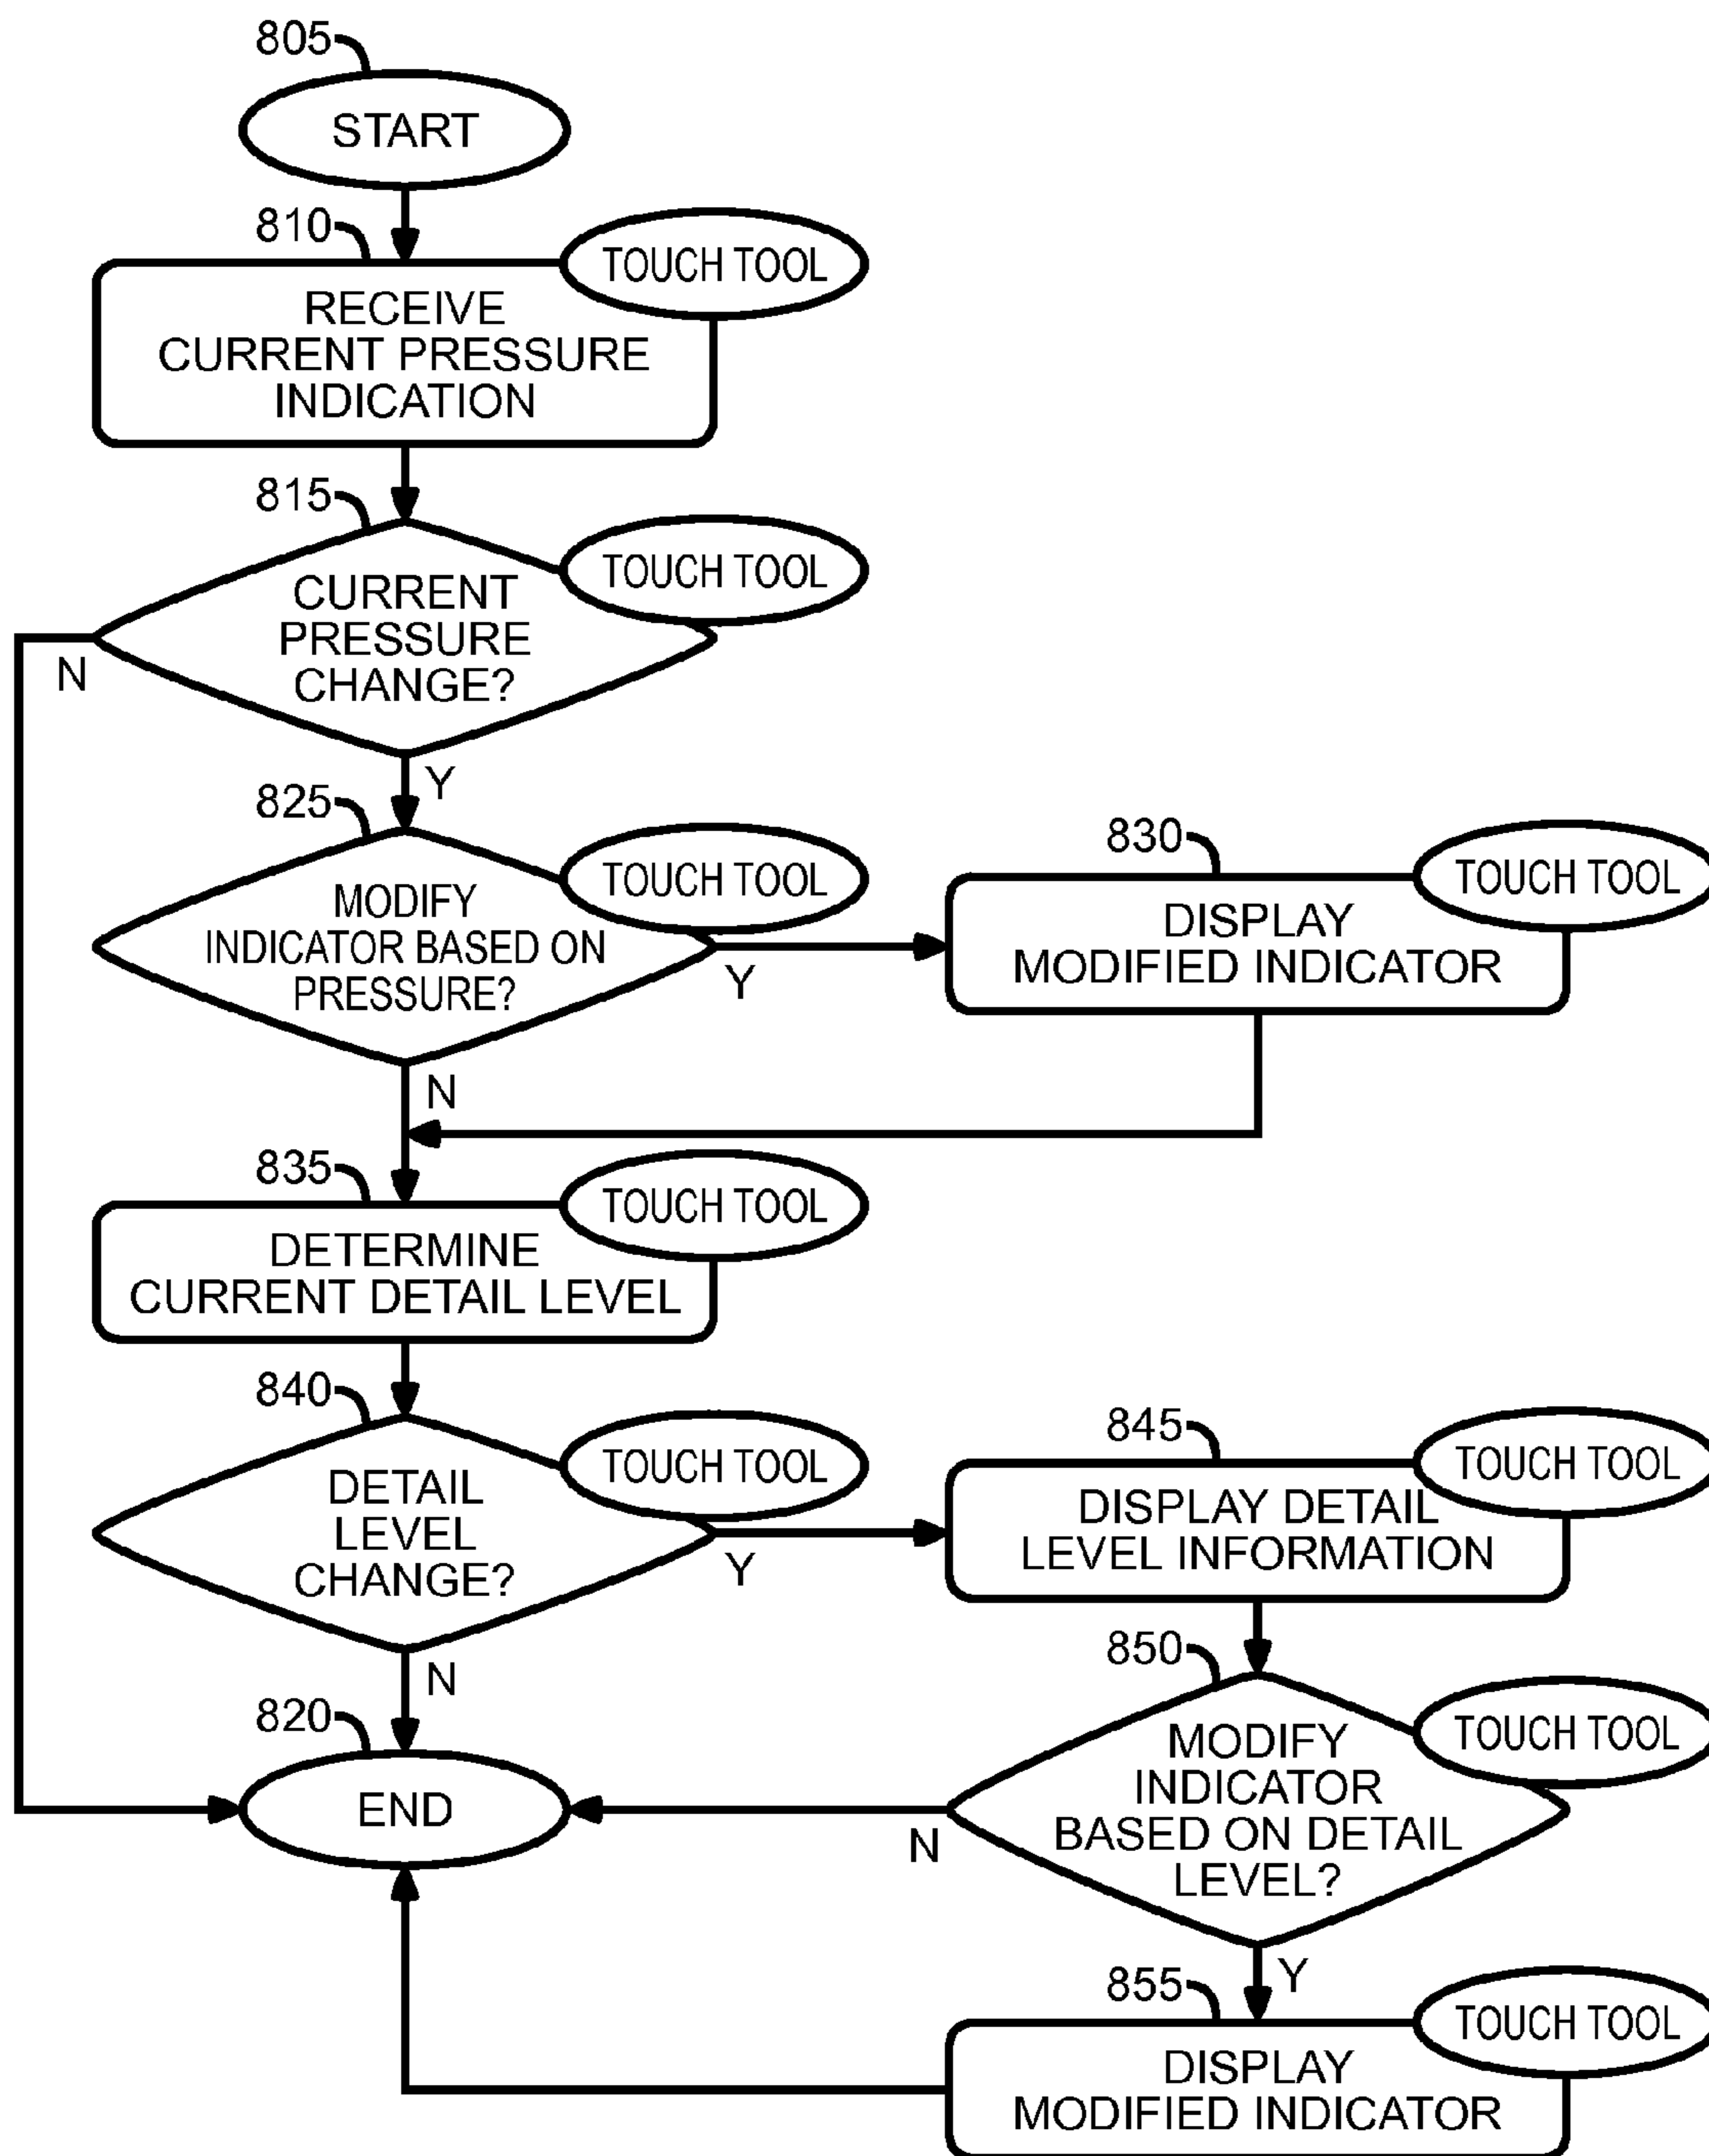 805
START
810
TOUCH TOOL
RECEIVE
CURRENT PRESSURE
INDICATION
815
TOUCH TOOL
CURRENT
PRESSURE
CHANGE?
N
Y
825
TOUCH TOOL
MODIFY
INDICATOR BASED ON
PRESSURE?
Y
N
830
TOUCH TOOL
DISPLAY
MODIFIED INDICATOR
835
TOUCH TOOL
DETERMINE
CURRENT DETAIL LEVEL
840
TOUCH TOOL
DETAIL
LEVEL
CHANGE?
Y
N
845
TOUCH TOOL
DISPLAY DETAIL
LEVEL INFORMATION
850
TOUCH TOOL
MODIFY
INDICATOR
BASED ON DETAIL
LEVEL?
N
Y
820
END
855
TOUCH TOOL
DISPLAY
MODIFIED INDICATOR